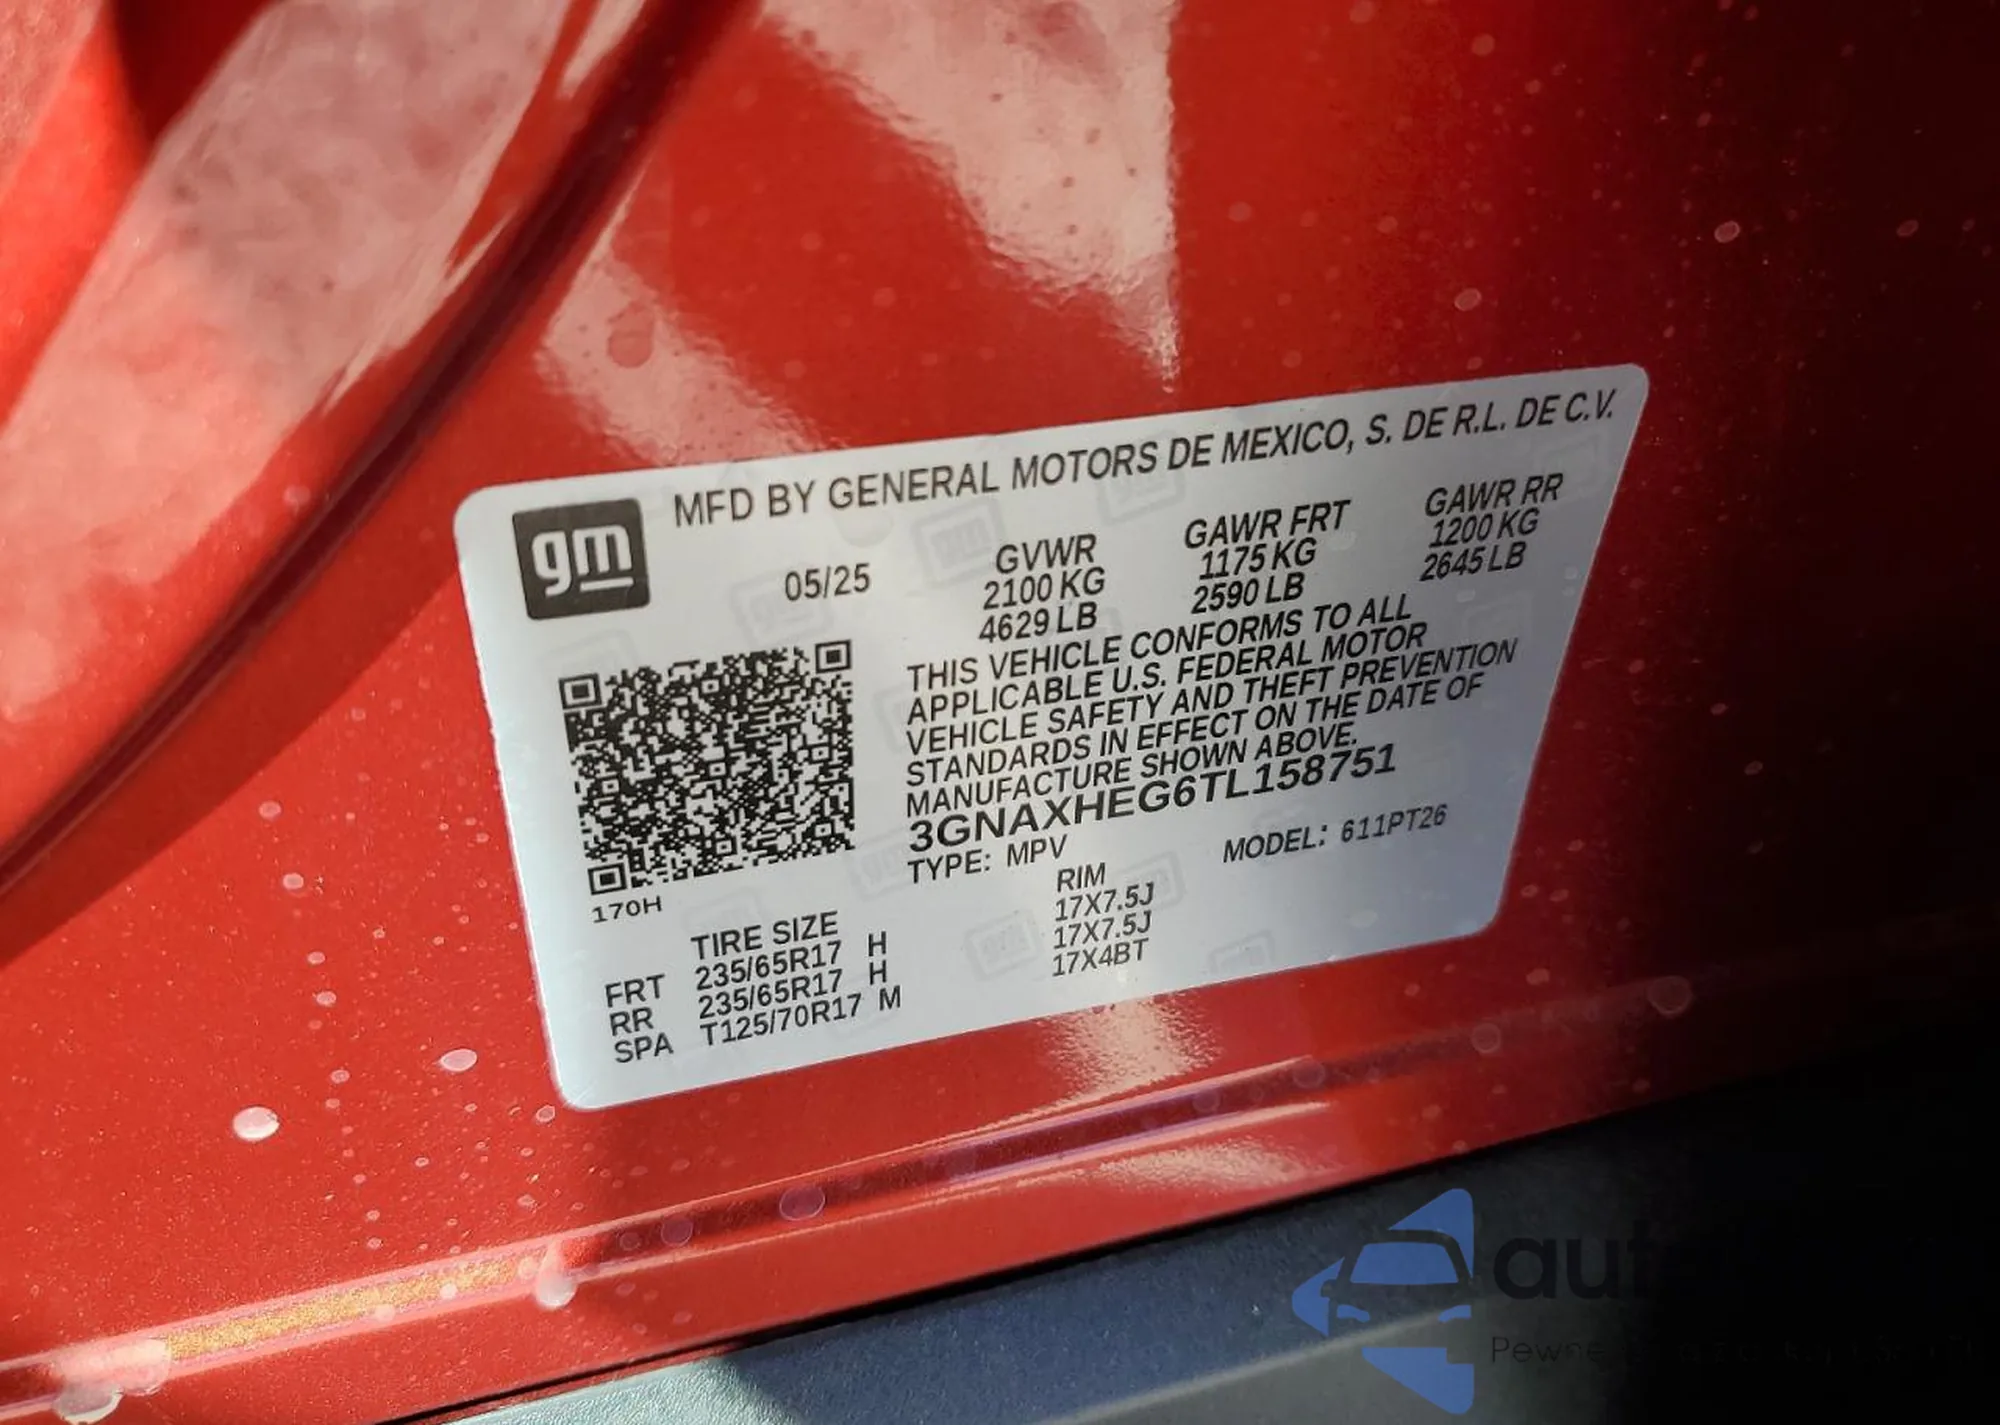 gm
MFD BY GENERAL MOTORS DE MEXICO, S. DE R.L. DE C.V.
05/25 GVWR GAWR FRT GAWR RR
2100 KG 1175 KG 1200 KG
4629 LB 2590 LB 2645 LB
THIS VEHICLE CONFORMS TO ALL
APPLICABLE U.S. FEDERAL MOTOR
VEHICLE SAFETY AND THEFT PREVENTION
STANDARDS IN EFFECT ON THE DATE OF
MANUFACTURE SHOWN ABOVE.
3GNAXHEG6TL158751
TYPE: MPV MODEL: 611PT26
170H
TIRE SIZE RIM
FRT 235/65R17 H 17X7.5J
RR 235/65R17 H 17X7.5J
SPA T125/70R17 M 17X4BT